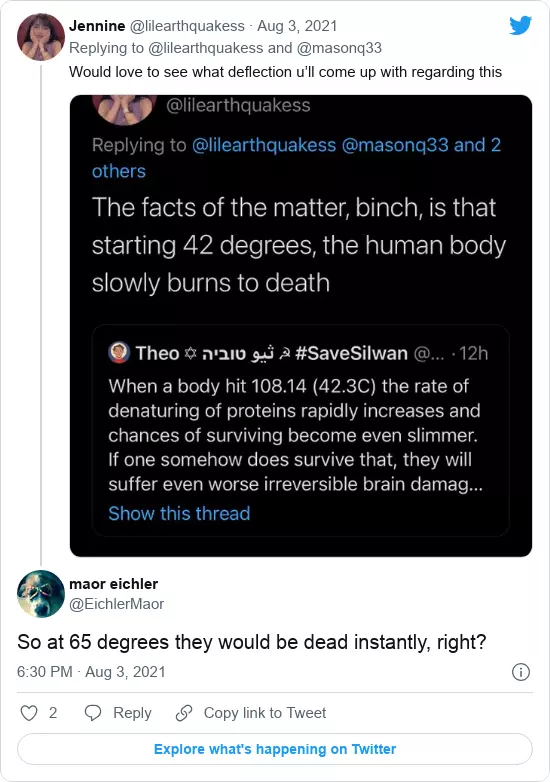 Jennine @lilearthquakess · Aug 3, 2021
Replying to @lilearthquakess and @masonq33
Would love to see what deflection u'll come up with regarding this
@lilearthquakess
Replying to @lilearthquakess @masonq33 and 2
others
The facts of the matter, binch, is that
starting 42 degrees, the human body
slowly burns to death
Theo ✡ ثيو טוביה ☭ #SaveSilwan @... · 12h
When a body hit 108.14 (42.3C) the rate of
denaturing of proteins rapidly increases and
chances of surviving become even slimmer.
If one somehow does survive that, they will
suffer even worse irreversible brain damag...
Show this thread
maor eichler
@EichlerMaor
So at 65 degrees they would be dead instantly, right?
6:30 PM · Aug 3, 2021
2 Reply Copy link to Tweet
Explore what's happening on Twitter